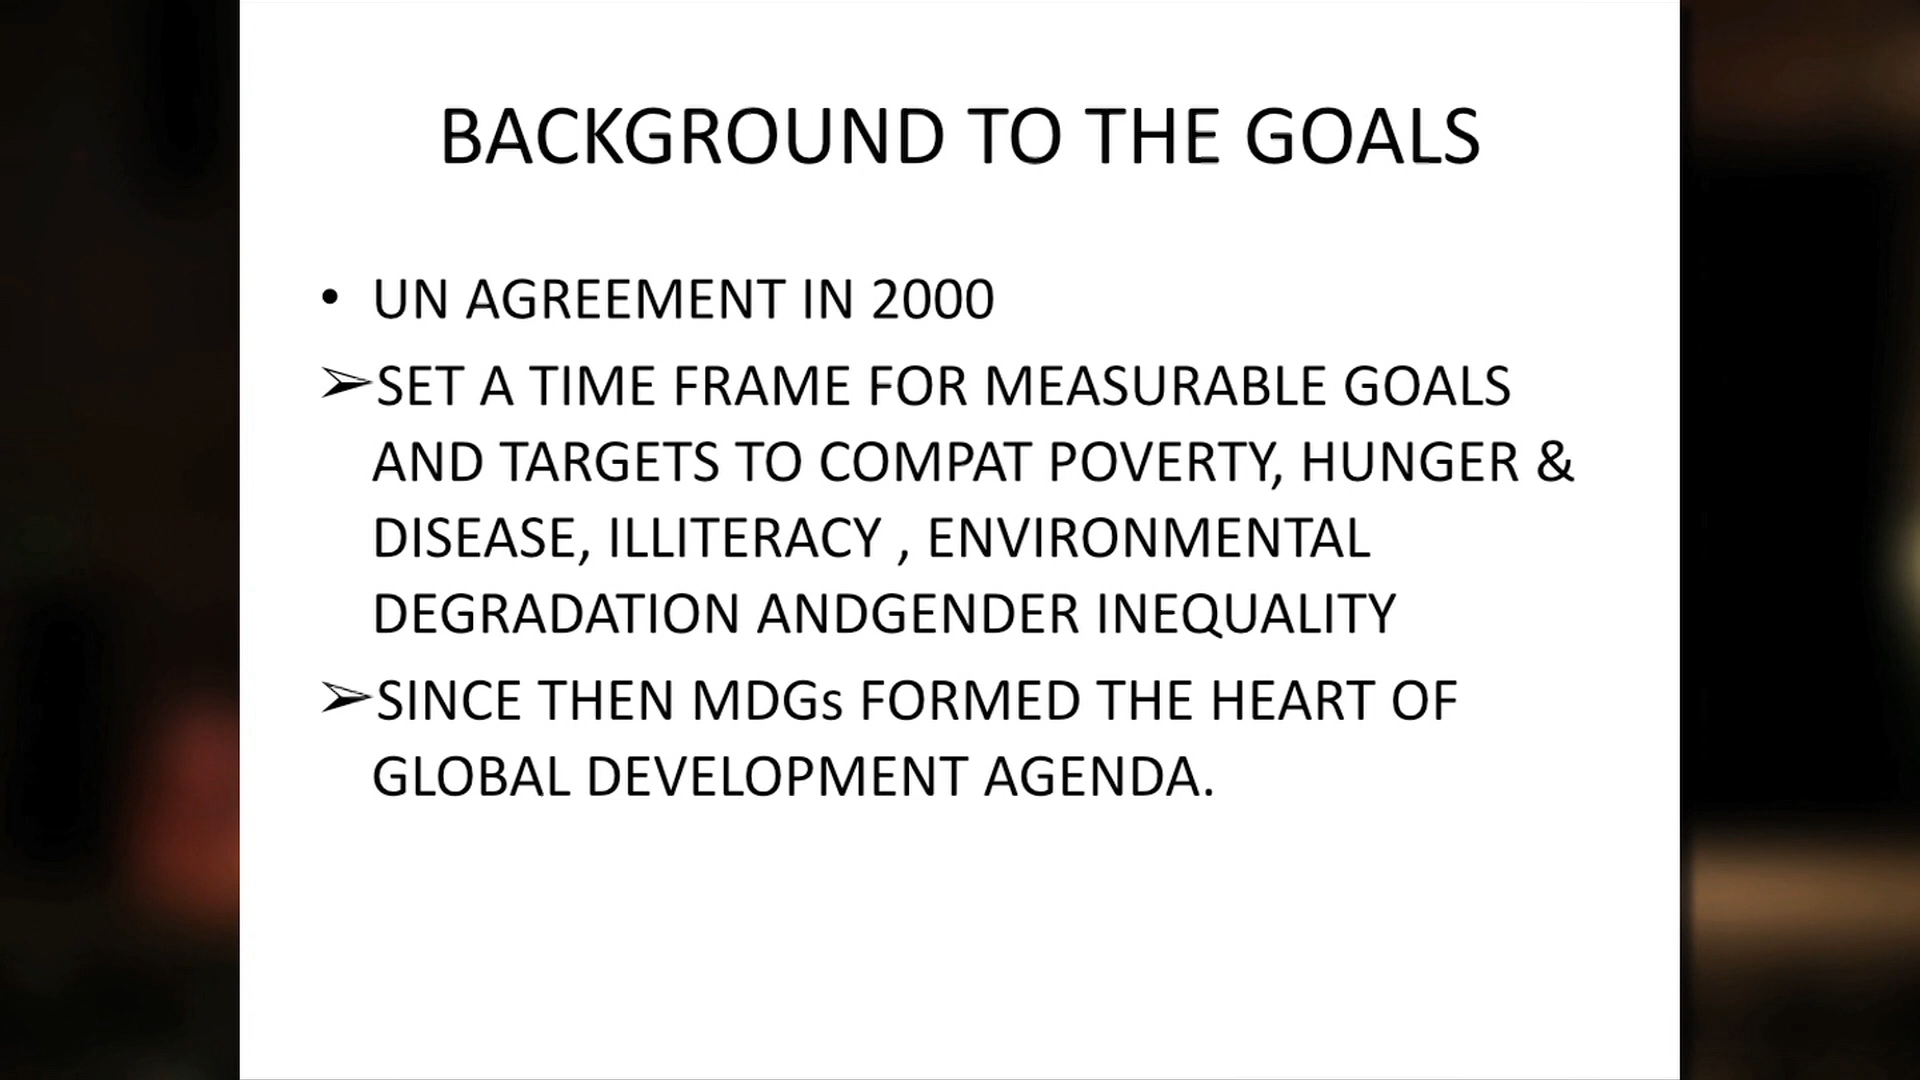 BACKGROUND TO THE GOALS
• UN AGREEMENT IN 2000
➢SET A TIME FRAME FOR MEASURABLE GOALS
AND TARGETS TO COMPAT POVERTY, HUNGER &
DISEASE, ILLITERACY , ENVIRONMENTAL
DEGRADATION ANDGENDER INEQUALITY
➢SINCE THEN MDGs FORMED THE HEART OF
GLOBAL DEVELOPMENT AGENDA.